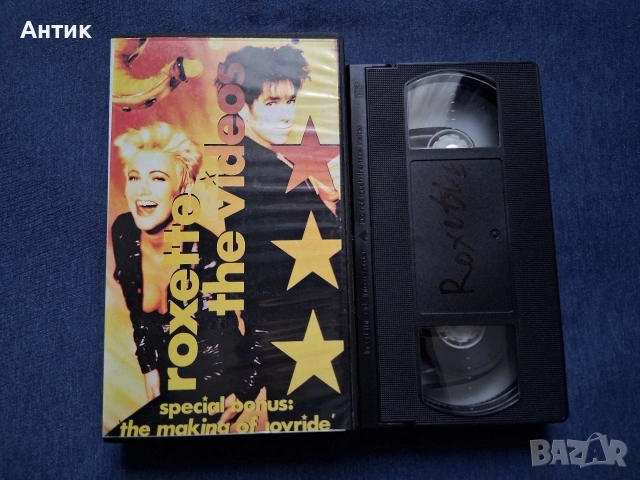 Антик
roxette
the videos
special bonus:
'the making of joyride'
Roxette
BAZAR